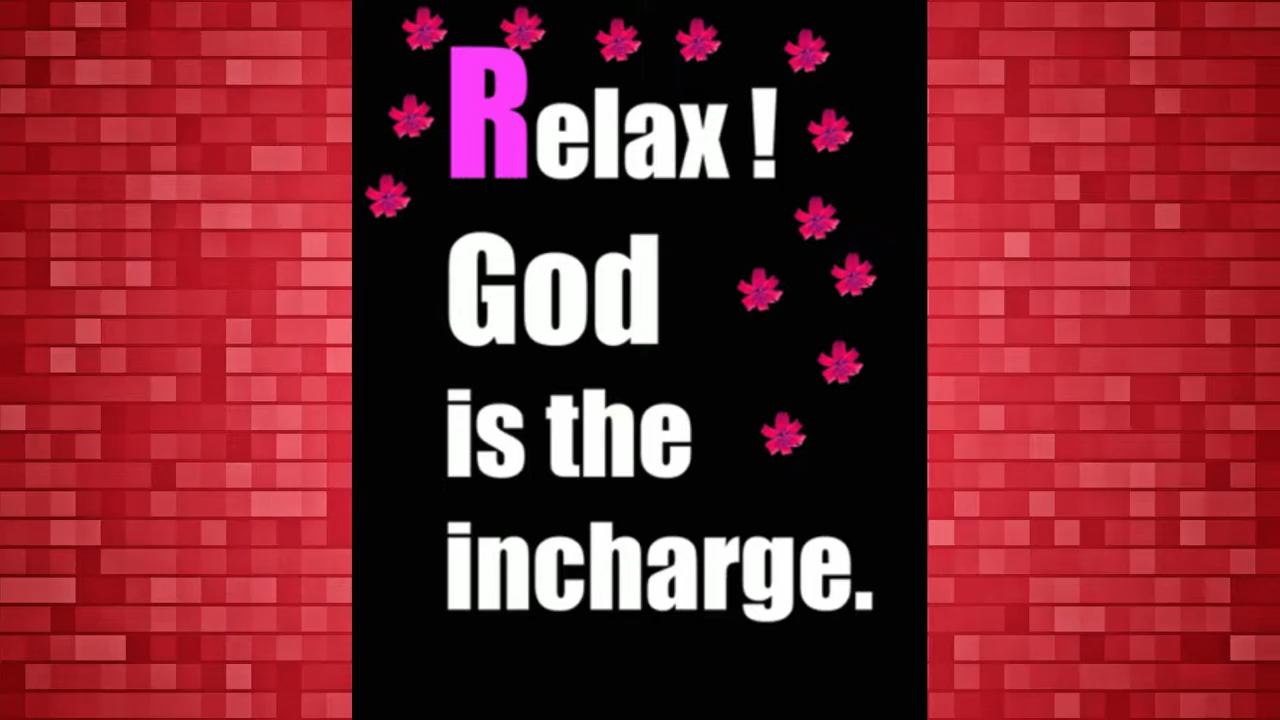 Relax !
God
is the
incharge.